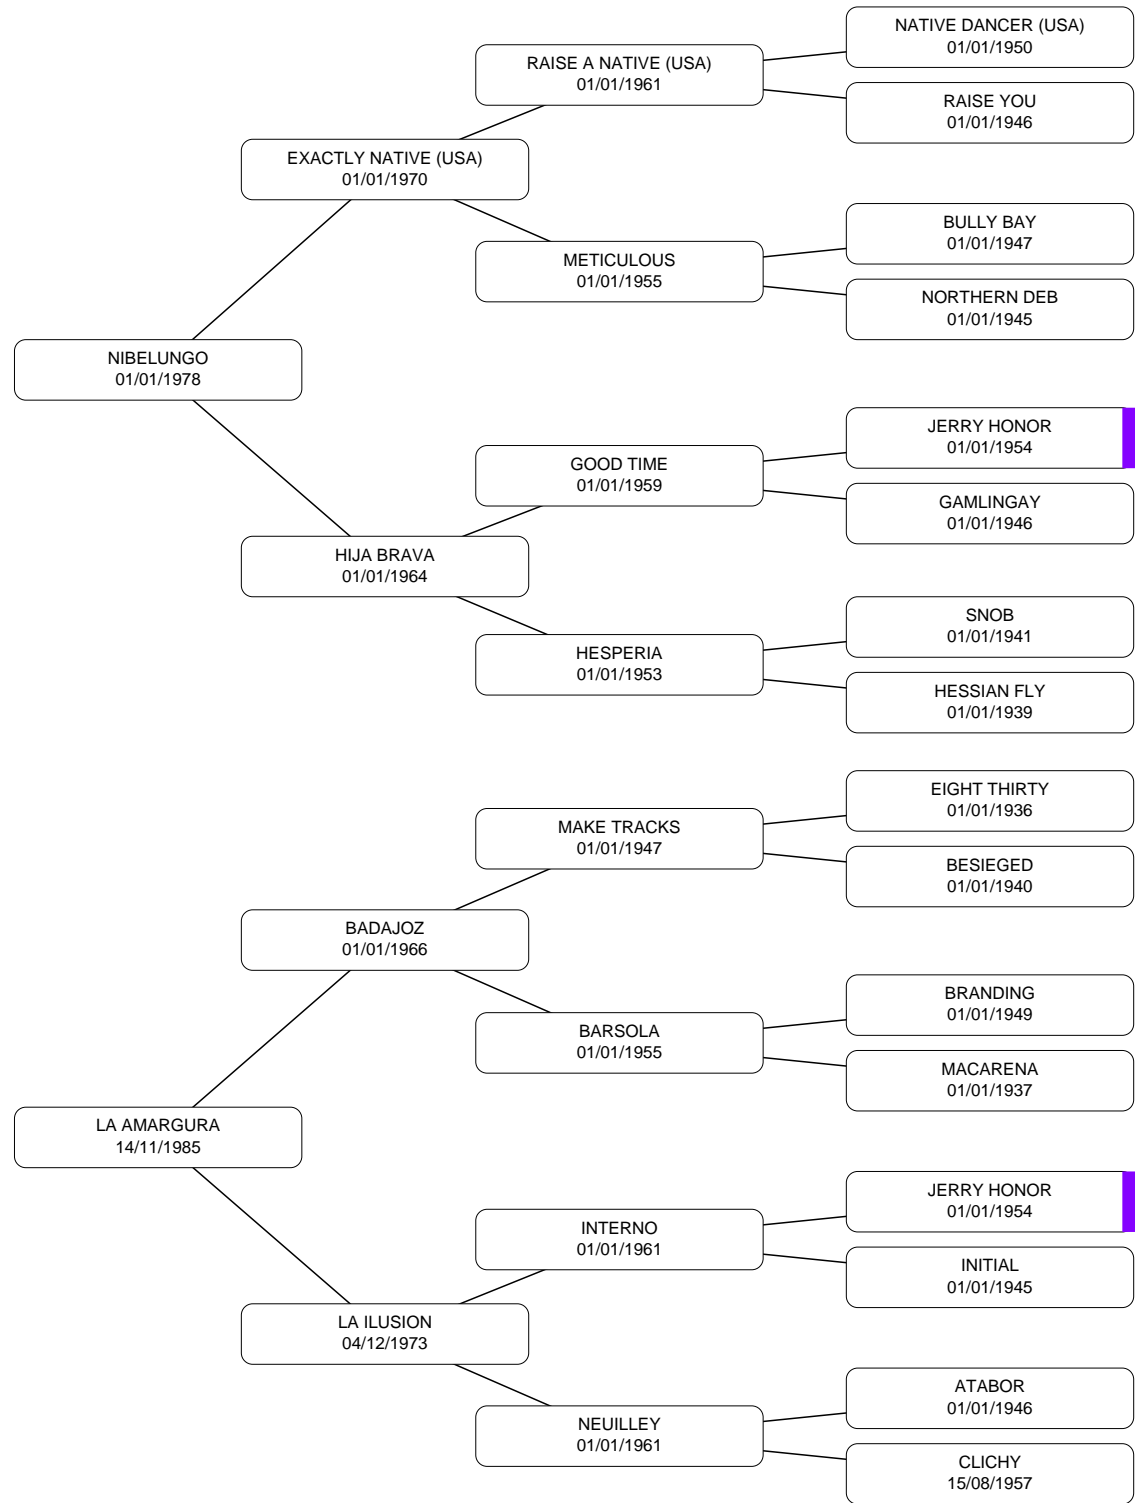 NATIVE DANCER (USA)
01/01/1950
RAISE A NATIVE (USA)
01/01/1961
RAISE YOU
01/01/1946
EXACTLY NATIVE (USA)
01/01/1970
BULLY BAY
01/01/1947
METICULOUS
01/01/1955
NORTHERN DEB
01/01/1945
NIBELUNGO
01/01/1978
JERRY HONOR
01/01/1954
GOOD TIME
01/01/1959
GAMLINGAY
01/01/1946
HIJA BRAVA
01/01/1964
SNOB
01/01/1941
HESPERIA
01/01/1953
HESSIAN FLY
01/01/1939
EIGHT THIRTY
01/01/1936
MAKE TRACKS
01/01/1947
BESIEGED
01/01/1940
BADAJOZ
01/01/1966
BRANDING
01/01/1949
BARSOLA
01/01/1955
MACARENA
01/01/1937
LA AMARGURA
14/11/1985
JERRY HONOR
01/01/1954
INTERNO
01/01/1961
INITIAL
01/01/1945
LA ILUSION
04/12/1973
ATABOR
01/01/1946
NEUILLEY
01/01/1961
CLICHY
15/08/1957